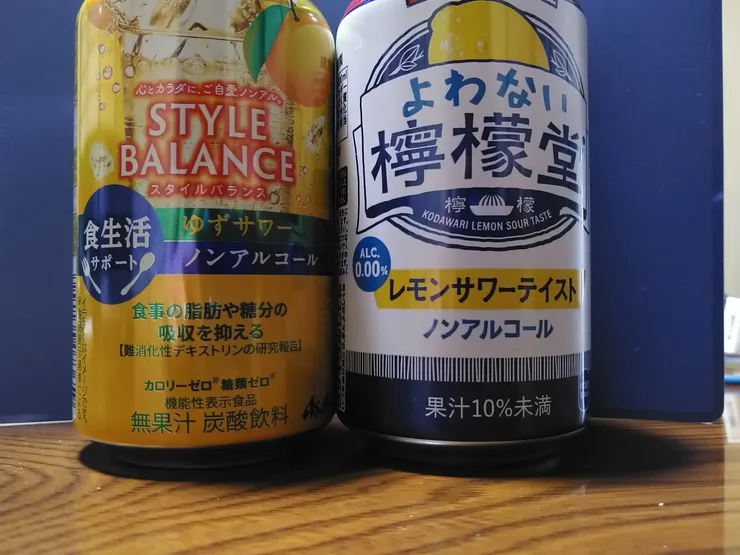 心とカラダに、ご自愛ノンアル。
STYLE
BALANCE
スタイルバランス
食生活
サポート
ゆずサワー
ノンアルコール
食事の脂肪や糖分の
吸収を抑える
【難消化性デキストリンの研究報告】
カロリーゼロ※ 糖類ゼロ※
機能性表示食品
無果汁 炭酸飲料
よわない
檸檬堂
檸 檬
KODAWARI LEMON SOUR TASTE
ALC.
0.00%
レモンサワーテイスト
ノンアルコール
果汁10%未満